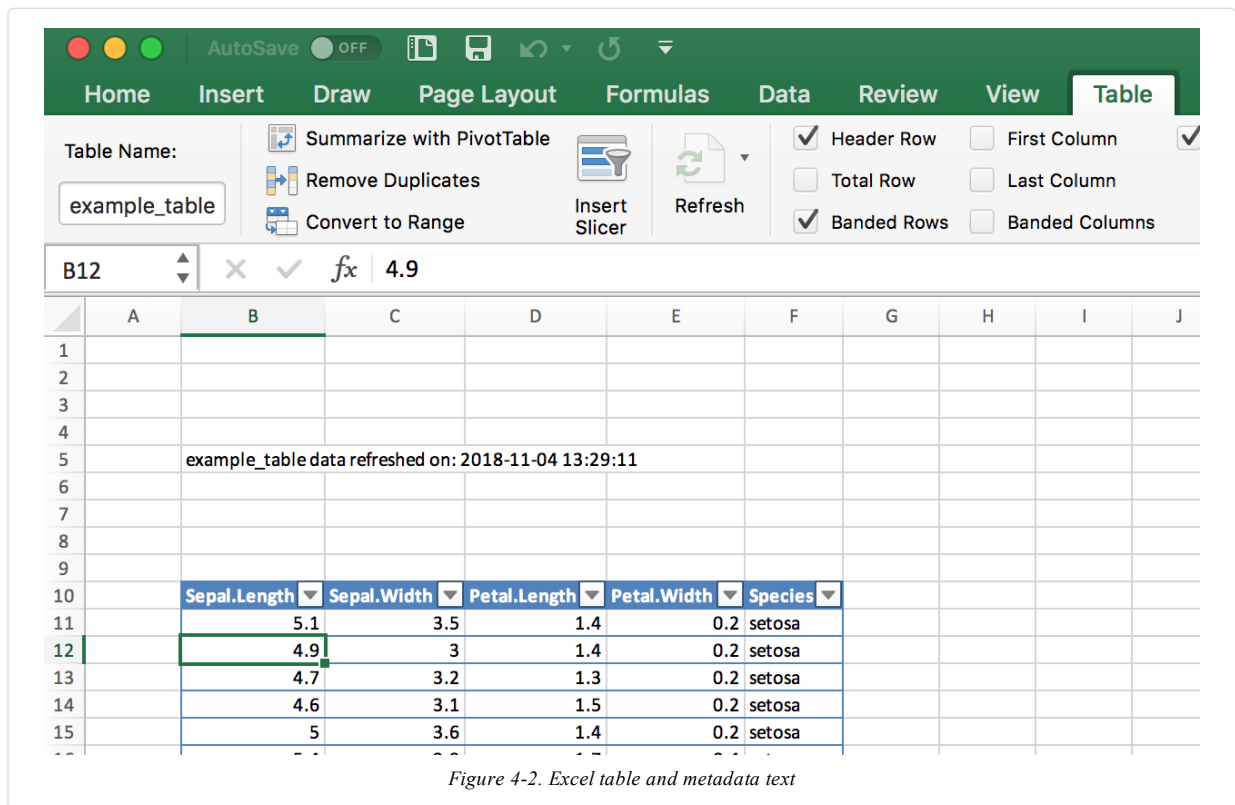 AutoSave OFF
Home Insert Draw Page Layout Formulas Data Review View Table
Table Name:
example_table
Summarize with PivotTable
Remove Duplicates
Convert to Range
Insert
Slicer
Refresh
Header Row
Total Row
Banded Rows
First Column
Last Column
Banded Columns
B12 fx 4.9
A B C D E F G H I J
1
2
3
4
5 example_table data refreshed on: 2018-11-04 13:29:11
6
7
8
9
10 Sepal.Length Sepal.Width Petal.Length Petal.Width Species
11 5.1 3.5 1.4 0.2 setosa
12 4.9 3 1.4 0.2 setosa
13 4.7 3.2 1.3 0.2 setosa
14 4.6 3.1 1.5 0.2 setosa
15 5 3.6 1.4 0.2 setosa
Figure 4-2. Excel table and metadata text